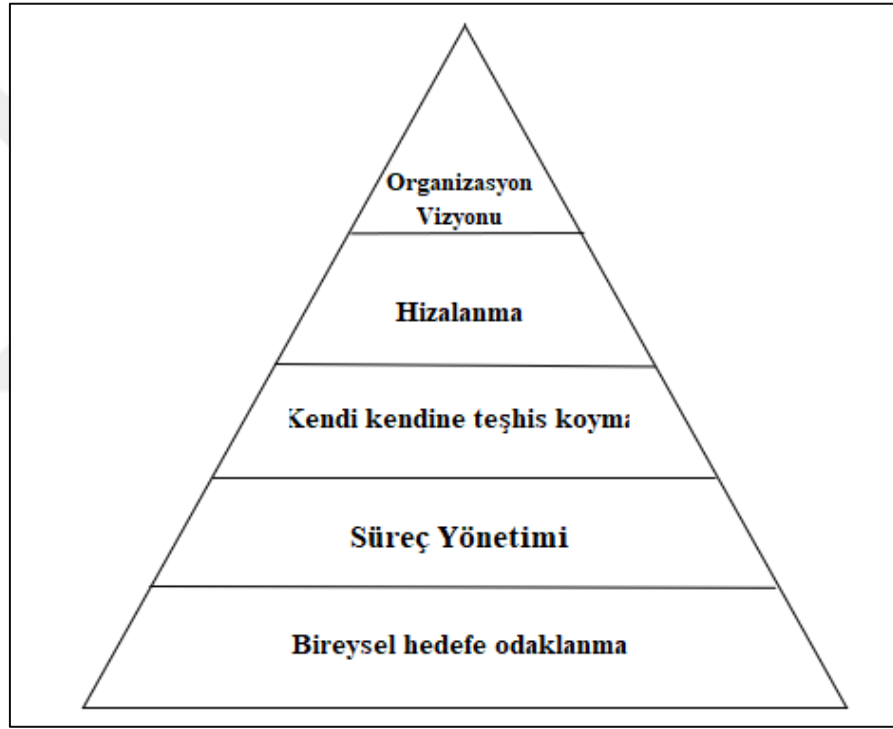 Organizasyon
Vizyonu
Hizalanma
Kendi kendine teşhis koyma
Süreç Yönetimi
Bireysel hedefe odaklanma